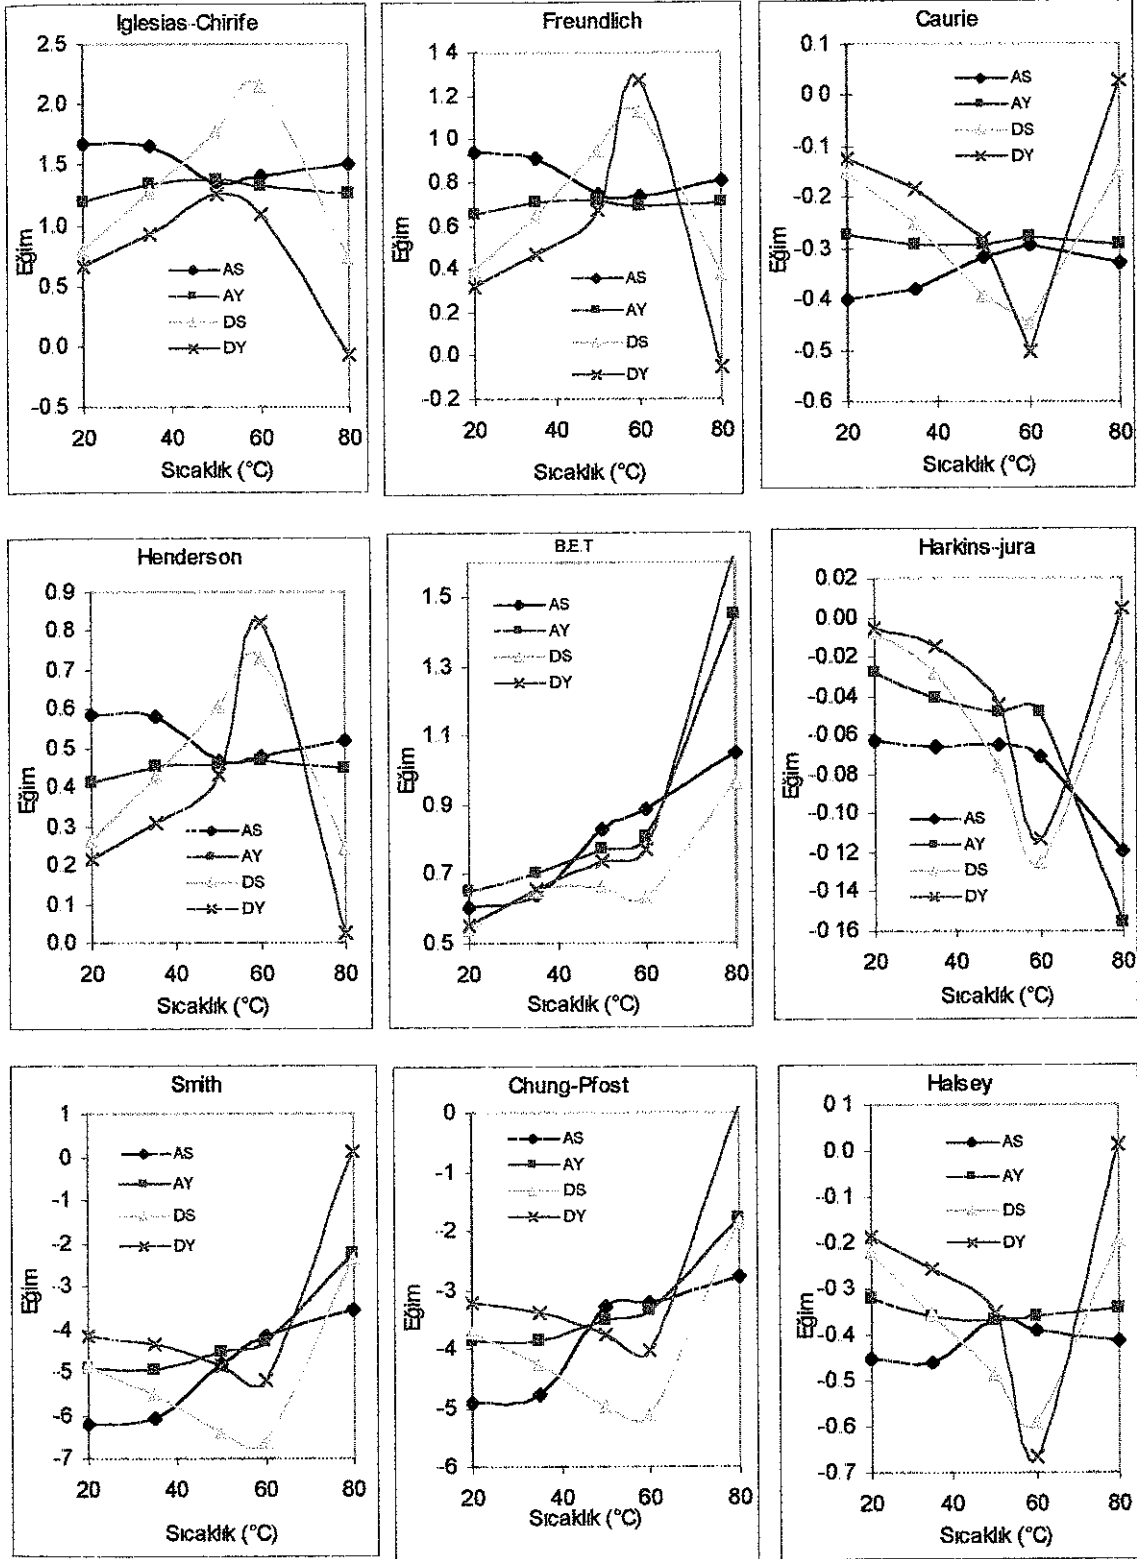 Iglesias-Chirife
2.5
2.0
1.5
1.0
0.5
0.0
-0.5
Eğim
AS
AY
DS
DY
20 40 60 80
Sıcaklık (°C)
Freundlich
1.4
1.2
1.0
0.8
0.6
0.4
0.2
0.0
-0.2
Eğim
AS
AY
DS
DY
20 40 60 80
Sıcaklık (°C)
Caurie
0.1
0.0
-0.1
-0.2
-0.3
-0.4
-0.5
-0.6
Eğim
AS
AY
DS
DY
20 40 60 80
Sıcaklık (°C)
Henderson
0.9
0.8
0.7
0.6
0.5
0.4
0.3
0.2
0.1
0.0
Eğim
AS
AY
DS
DY
20 40 60 80
Sıcaklık (°C)
B.E.T
1.5
1.3
1.1
0.9
0.7
0.5
Eğim
AS
AY
DS
DY
20 40 60 80
Sıcaklık (°C)
Harkins-jura
0.02
0.00
-0.02
-0.04
-0.06
-0.08
-0.10
-0.12
-0.14
-0.16
Eğim
AS
AY
DS
DY
20 40 60 80
Sıcaklık (°C)
Smith
1
0
-1
-2
-3
-4
-5
-6
-7
Eğim
AS
AY
DS
DY
20 40 60 80
Sıcaklık (°C)
Chung-Pfost
0
-1
-2
-3
-4
-5
-6
Eğim
AS
AY
DS
DY
20 40 60 80
Sıcaklık (°C)
Halsey
0.1
0.0
-0.1
-0.2
-0.3
-0.4
-0.5
-0.6
-0.7
Eğim
AS
AY
DS
DY
20 40 60 80
Sıcaklık (°C)